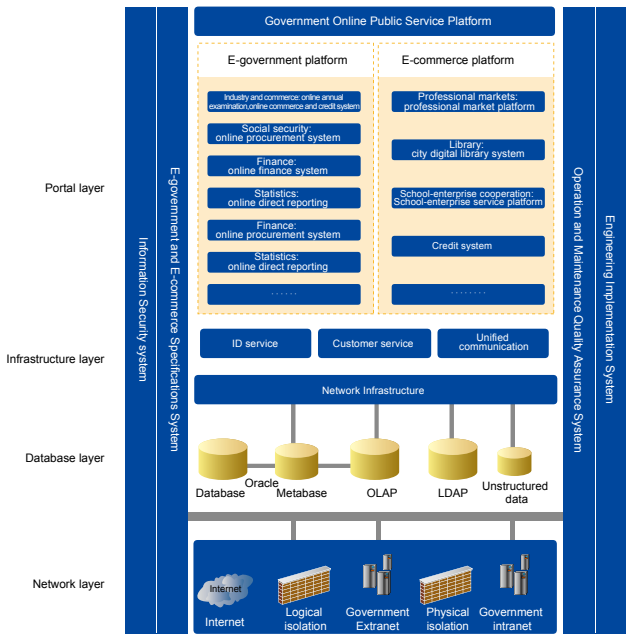 Government Online Public Service Platform
E-government platform
Industry and commerce: online annual
examination,online commerce and credit system
Social security:
online procurement system
Finance:
online finance system
Statistics:
online direct reporting
Finance:
online procurement system
Statistics:
online direct reporting
. . . . . .
E-commerce platform
Professional markets:
professional market platform
Library:
city digital library system
School-enterprise cooperation:
School-enterprise service platform
Credit system
. . . . . . . .
Portal layer
Infrastructure layer
Database layer
Network layer
Information Security system
E-government and E-commerce Specifications System
Operation and Maintenance Quality Assurance System
Engineering Implementation System
ID service
Customer service
Unified
communication
Network Infrastructure
Database
Oracle
Metabase
OLAP
LDAP
Unstructured
data
Internet
Internet
Logical
isolation
Government
Extranet
Physical
isolation
Government
intranet